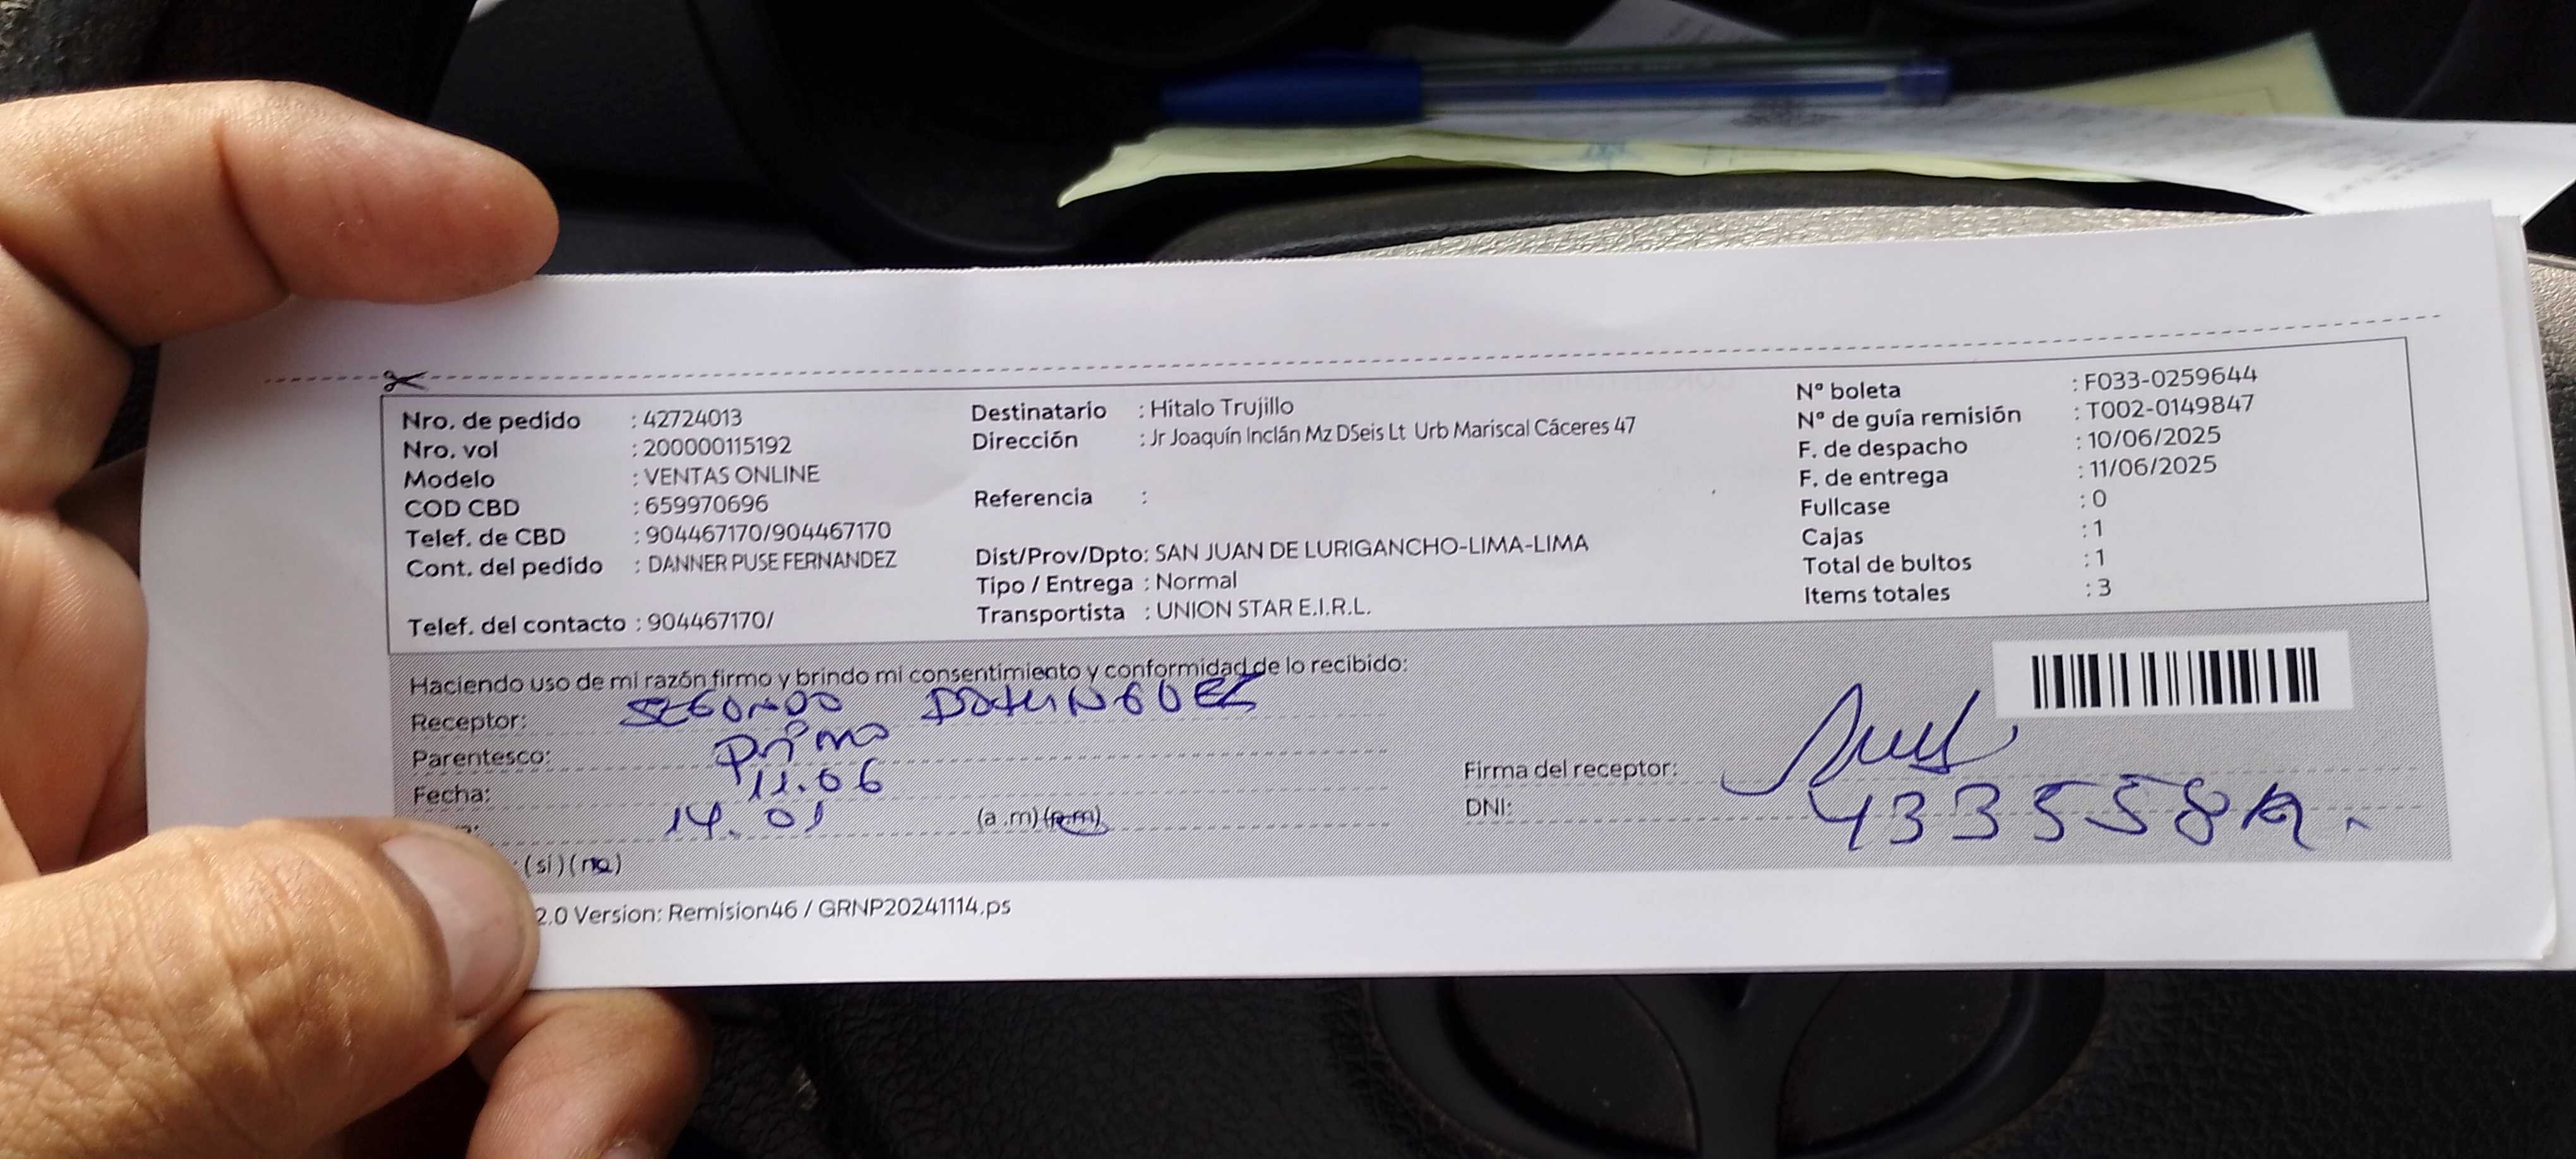 Nro. de pedido : 42724013
Nro. vol : 200000115192
Modelo : VENTAS ONLINE
COD CBD : 659970696
Telef. de CBD : 904467170/904467170
Cont. del pedido : DANNER PUSE FERNANDEZ
Telef. del contacto : 904467170/
Destinatario : Hitalo Trujillo
Dirección : Jr Joaquín Inclán Mz DSeis Lt Urb Mariscal Cáceres 47
Referencia :
Dist/Prov/Dpto: SAN JUAN DE LURIGANCHO-LIMA-LIMA
Tipo / Entrega : Normal
Transportista : UNION STAR E.I.R.L.
Nº boleta : F033-0259644
Nº de guía remisión : T002-0149847
F. de despacho : 10/06/2025
F. de entrega : 11/06/2025
Fullcase : 0
Cajas : 1
Total de bultos : 1
Items totales : 3
Haciendo uso de mi razón firmo y brindo mi consentimiento y conformidad de lo recibido:
Receptor: SEGUNDO
Parentesco: Primo
Fecha: 11.06
14.01 (a.m) (p.m)
(sí) (no)
Firma del receptor:
DNI: 433558
2.0 Version: Remision46 / GRNP20241114.ps